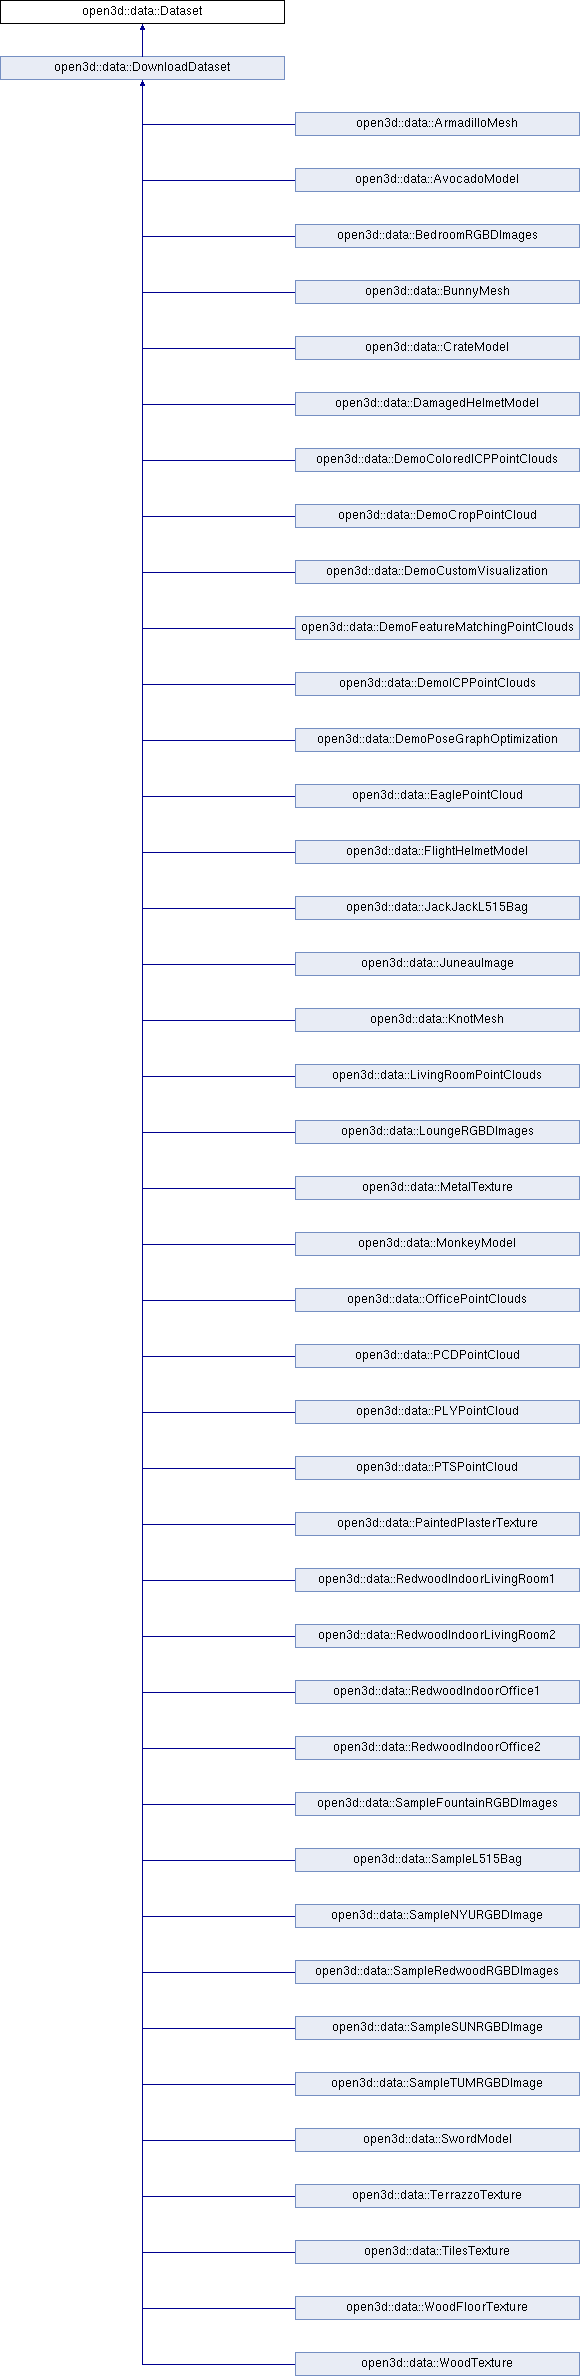 open3d::data::Dataset
open3d::data::DownloadDataset
open3d::data::ArmadilloMesh
open3d::data::AvocadoModel
open3d::data::BedroomRGBDImages
open3d::data::BunnyMesh
open3d::data::CrateModel
open3d::data::DamagedHelmetModel
open3d::data::DemoColoredICPPointClouds
open3d::data::DemoCropPointCloud
open3d::data::DemoCustomVisualization
open3d::data::DemoFeatureMatchingPointClouds
open3d::data::DemoICPPointClouds
open3d::data::DemoPoseGraphOptimization
open3d::data::EaglePointCloud
open3d::data::FlightHelmetModel
open3d::data::JackJackL515Bag
open3d::data::JuneauImage
open3d::data::KnotMesh
open3d::data::LivingRoomPointClouds
open3d::data::LoungeRGBDImages
open3d::data::MetalTexture
open3d::data::MonkeyModel
open3d::data::OfficePointClouds
open3d::data::PCDPointCloud
open3d::data::PLYPointCloud
open3d::data::PTSPointCloud
open3d::data::PaintedPlasterTexture
open3d::data::RedwoodIndoorLivingRoom1
open3d::data::RedwoodIndoorLivingRoom2
open3d::data::RedwoodIndoorOffice1
open3d::data::RedwoodIndoorOffice2
open3d::data::SampleFountainRGBDImages
open3d::data::SampleL515Bag
open3d::data::SampleNYURGBDImage
open3d::data::SampleRedwoodRGBDImages
open3d::data::SampleSUNRGBDImage
open3d::data::SampleTUMRGBDImage
open3d::data::SwordModel
open3d::data::TerrazzoTexture
open3d::data::TilesTexture
open3d::data::WoodFloorTexture
open3d::data::WoodTexture